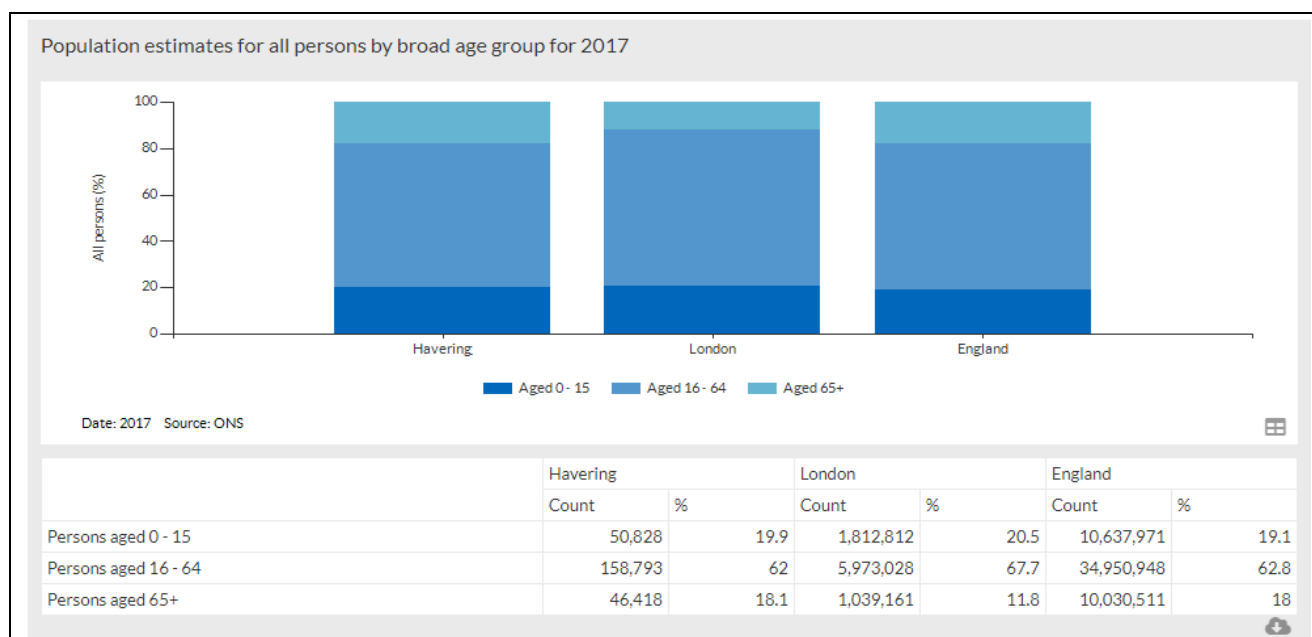 Population estimates for all persons by broad age group for 2017
100
80
60
40
20
0
All persons (%)
Havering London England
Aged 0 - 15 Aged 16 - 64 Aged 65+
Date: 2017 Source: ONS
Havering London England
Count % Count % Count %
Persons aged 0 - 15 50,828 19.9 1,812,812 20.5 10,637,971 19.1
Persons aged 16 - 64 158,793 62 5,973,028 67.7 34,950,948 62.8
Persons aged 65+ 46,418 18.1 1,039,161 11.8 10,030,511 18